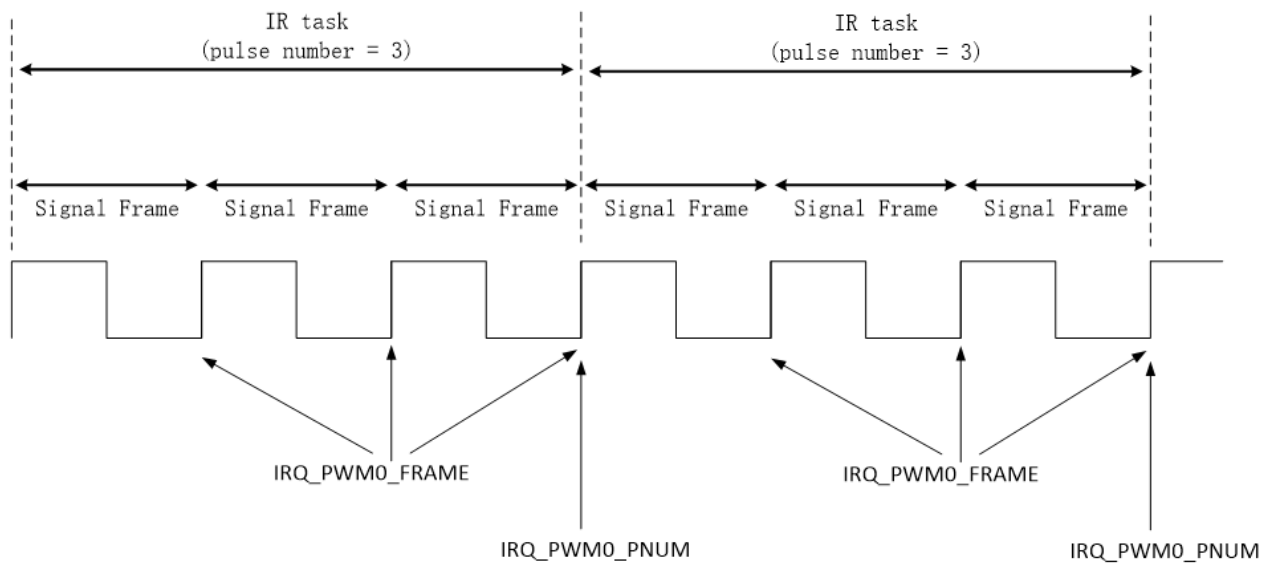 IR task
(pulse number = 3)
IR task
(pulse number = 3)
Signal Frame
Signal Frame
Signal Frame
Signal Frame
Signal Frame
Signal Frame
IRQ_PWM0_FRAME
IRQ_PWM0_FRAME
IRQ_PWM0_PNUM
IRQ_PWM0_PNUM